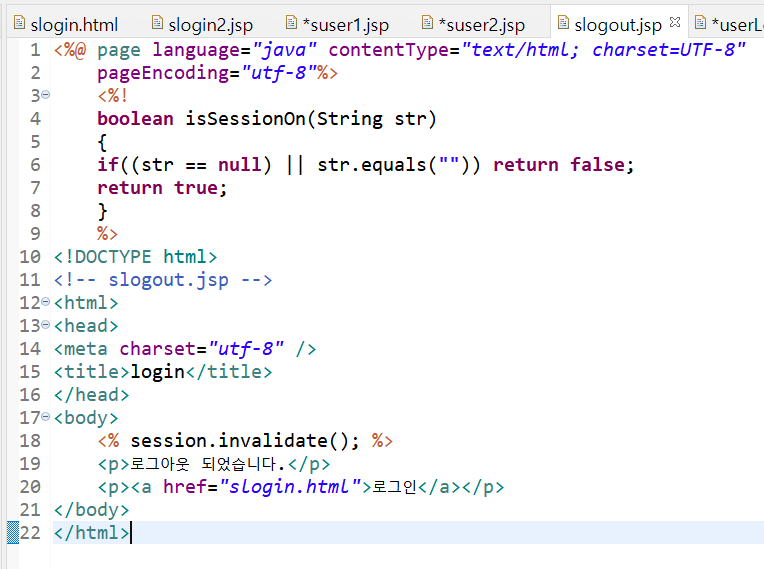 slogin.html slogin2.jsp *suser1.jsp *suser2.jsp slogout.jsp *userL
1 <%@ page language="java" contentType="text/html; charset=UTF-8"
2     pageEncoding="utf-8"%>
3     <%!
4     boolean isSessionOn(String str)
5     {
6     if((str == null) || str.equals("")) return false;
7     return true;
8     }
9     %>
10 <!DOCTYPE html>
11 <!-- slogout.jsp -->
12 <html>
13 <head>
14 <meta charset="utf-8" />
15 <title>login</title>
16 </head>
17 <body>
18     <% session.invalidate(); %>
19     <p>로그아웃 되었습니다.</p>
20     <p><a href="slogin.html">로그인</a></p>
21 </body>
22 </html>